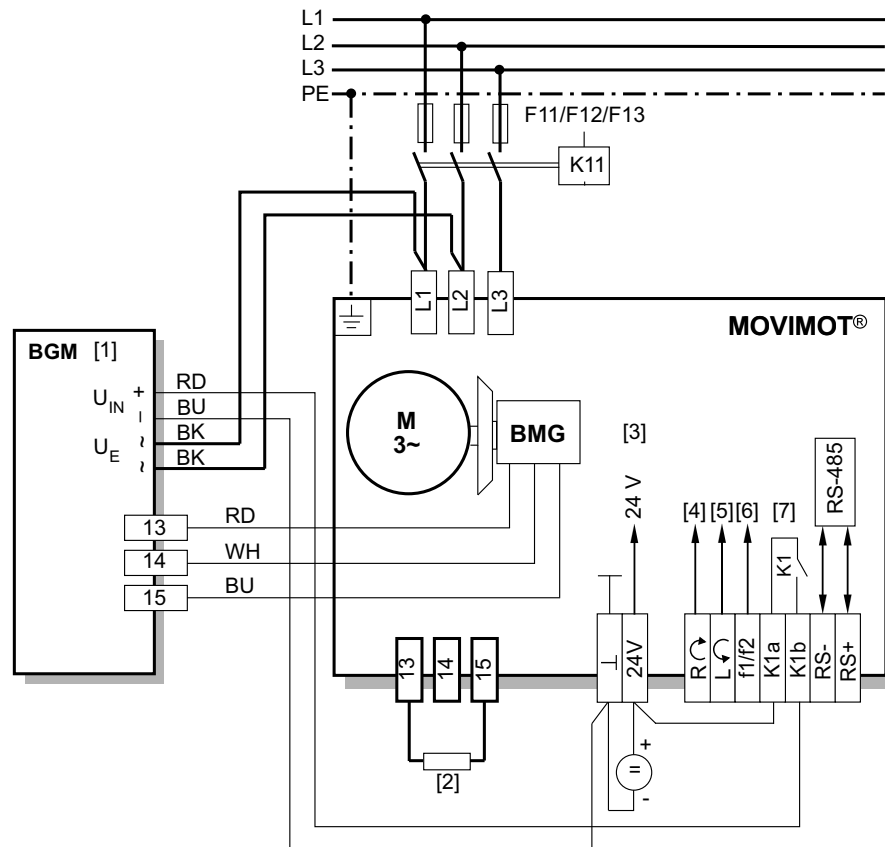 L1
L2
L3
PE
F11/F12/F13
K11
L1
L2
L3
MOVIMOT®
BGM [1]
UIN + RD
– BU
UE ~ BK
~ BK
M
3~
BMG
[3]
24 V
[4] [5] [6] [7]
RS-485
K1
13 RD
14 WH
15 BU
13
14
15
⊥
24V
R
L
f1/f2
K1a
K1b
RS-
RS+
[2]
+
=
-